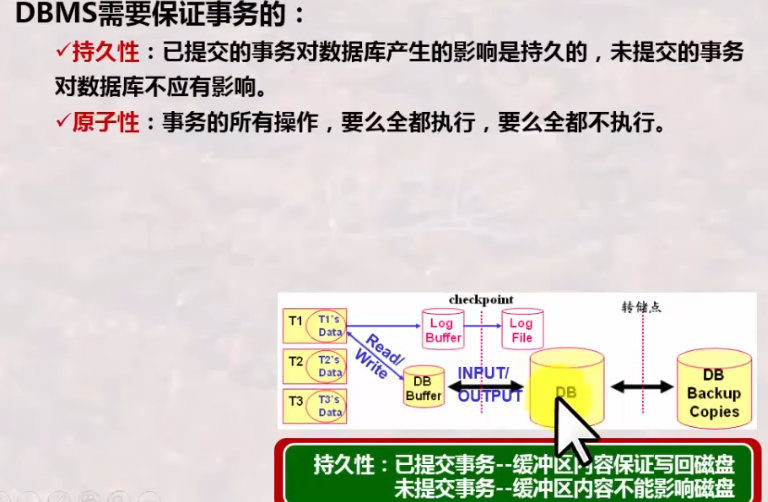 DBMS需要保证事务的：
✓持久性：已提交的事务对数据库产生的影响是持久的，未提交的事务
对数据库不应有影响。
✓原子性：事务的所有操作，要么全都执行，要么全都不执行。
checkpoint
转储点
T1
T1's
Data
Log
Buffer
Log
File
Read/
Write
T2
T2's
Data
DB
Buffer
INPUT/
OUTPUT
DB
DB
Backup
Copies
T3
T3's
Data
持久性：已提交事务--缓冲区内容保证写回磁盘
未提交事务--缓冲区内容不能影响磁盘